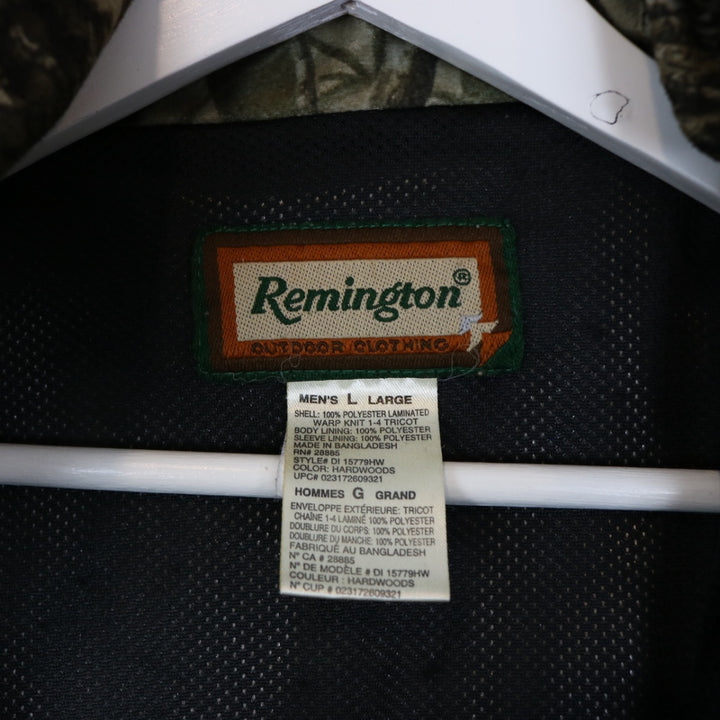 Remington®
OUTDOOR CLOTHING
MEN'S L LARGE
SHELL: 100% POLYESTER LAMINATED
WARP KNIT 1-4 TRICOT
BODY LINING: 100% POLYESTER
SLEEVE LINING: 100% POLYESTER
MADE IN BANGLADESH
RN# 28885
STYLE# DI 15779HW
COLOR: HARDWOODS
UPC# 023172609321
HOMMES G GRAND
ENVELOPPE EXTÉRIEURE: TRICOT
CHAÎNE 1-4 LAMINÉ 100% POLYESTER
DOUBLURE DU CORPS: 100% POLYESTER
DOUBLURE DU MANCHE: 100% POLYESTER
FABRIQUÉ AU BANGLADESH
N° CA # 28885
N° DE MODÈLE # DI 15779HW
COULEUR : HARDWOODS
N° CUP # 023172609321